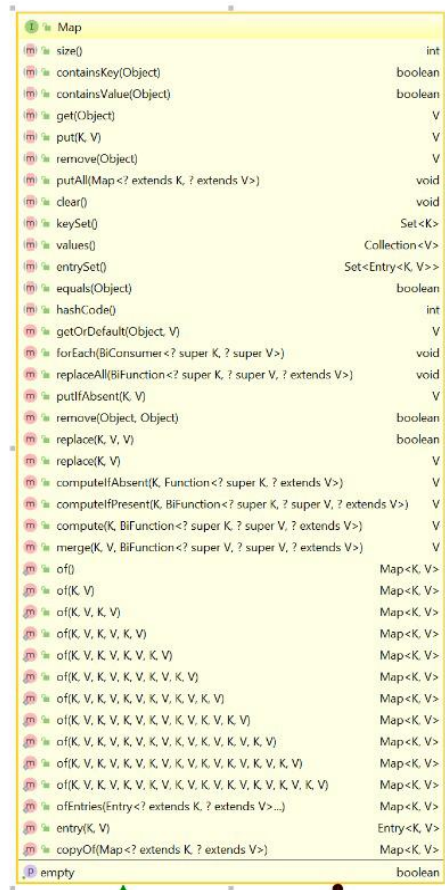 Map
size() int
containsKey(Object) boolean
containsValue(Object) boolean
get(Object) V
put(K, V) V
remove(Object) V
putAll(Map<? extends K, ? extends V>) void
clear() void
keySet() Set<K>
values() Collection<V>
entrySet() Set<Entry<K, V>>
equals(Object) boolean
hashCode() int
getOrDefault(Object, V) V
forEach(BiConsumer<? super K, ? super V>) void
replaceAll(BiFunction<? super K, ? super V, ? extends V>) void
putIfAbsent(K, V) V
remove(Object, Object) boolean
replace(K, V, V) boolean
replace(K, V) V
computeIfAbsent(K, Function<? super K, ? extends V>) V
computeIfPresent(K, BiFunction<? super K, ? super V, ? extends V>) V
compute(K, BiFunction<? super K, ? super V, ? extends V>) V
merge(K, V, BiFunction<? super V, ? super V, ? extends V>) V
of() Map<K, V>
of(K, V) Map<K, V>
of(K, V, K, V) Map<K, V>
of(K, V, K, V, K, V) Map<K, V>
of(K, V, K, V, K, V, K, V) Map<K, V>
of(K, V, K, V, K, V, K, V, K, V) Map<K, V>
of(K, V, K, V, K, V, K, V, K, V, K, V) Map<K, V>
of(K, V, K, V, K, V, K, V, K, V, K, V, K, V) Map<K, V>
of(K, V, K, V, K, V, K, V, K, V, K, V, K, V, K, V) Map<K, V>
of(K, V, K, V, K, V, K, V, K, V, K, V, K, V, K, V, K, V) Map<K, V>
of(K, V, K, V, K, V, K, V, K, V, K, V, K, V, K, V, K, V, K, V) Map<K, V>
ofEntries(Entry<? extends K, ? extends V>...) Map<K, V>
entry(K, V) Entry<K, V>
copyOf(Map<? extends K, ? extends V>) Map<K, V>
empty boolean